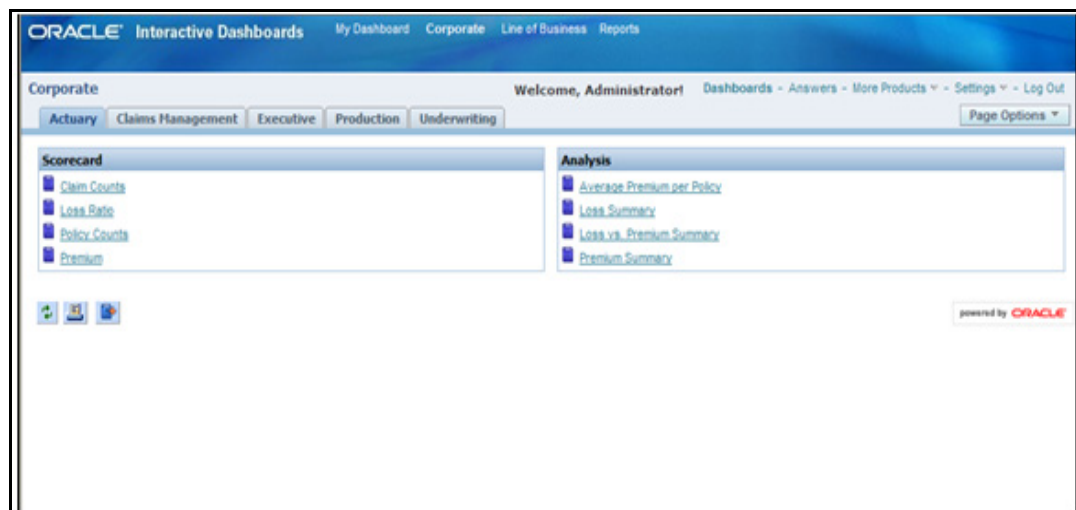 ORACLE Interactive Dashboards My Dashboard Corporate Line of Business Reports
Corporate Welcome, Administrator! Dashboards - Answers - More Products - Settings - Log Out
Actuary Claims Management Executive Production Underwriting Page Options
Scorecard
Claim Counts
Loss Ratio
Policy Counts
Premium
Analysis
Average Premium per Policy
Loss Summary
Loss vs. Premium Summary
Premium Summary
powered by ORACLE